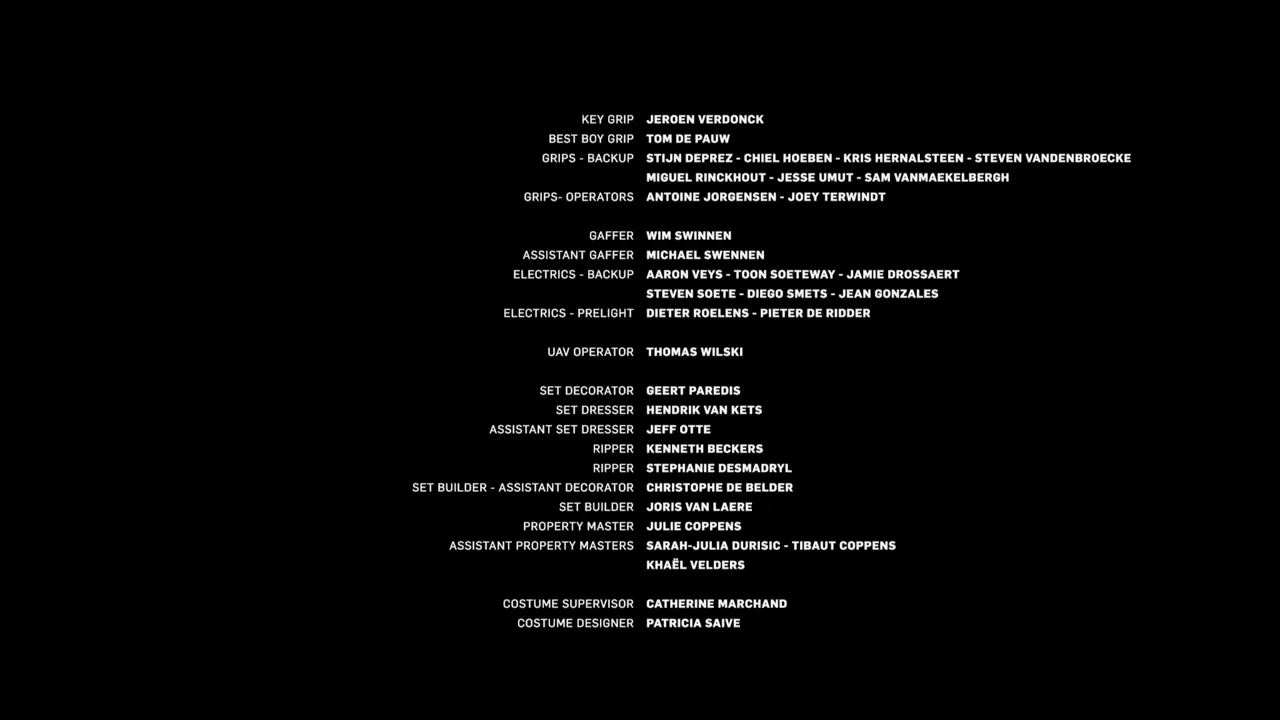 KEY GRIP JEROEN VERDONCK
BEST BOY GRIP TOM DE PAUW
GRIPS - BACKUP STIJN DEPREZ - CHIEL HOEBEN - KRIS HERNALSTEEN - STEVEN VANDENBROECKE
MIGUEL RINCKHOUT - JESSE UMUT - SAM VANMAEKELBERGH
GRIPS- OPERATORS ANTOINE JORGENSEN - JOEY TERWINDT
GAFFER WIM SWINNEN
ASSISTANT GAFFER MICHAEL SWENNEN
ELECTRICS - BACKUP AARON VEYS - TOON SOETEWAY - JAMIE DROSSAERT
STEVEN SOETE - DIEGO SMETS - JEAN GONZALES
ELECTRICS - PRELIGHT DIETER ROELENS - PIETER DE RIDDER
UAV OPERATOR THOMAS WILSKI
SET DECORATOR GEERT PAREDIS
SET DRESSER HENDRIK VAN KETS
ASSISTANT SET DRESSER JEFF OTTE
RIPPER KENNETH BECKERS
RIPPER STEPHANIE DESMADRYL
SET BUILDER - ASSISTANT DECORATOR CHRISTOPHE DE BELDER
SET BUILDER JORIS VAN LAERE
PROPERTY MASTER JULIE COPPENS
ASSISTANT PROPERTY MASTERS SARAH-JULIA DURISIC - TIBAUT COPPENS
KHAËL VELDERS
COSTUME SUPERVISOR CATHERINE MARCHAND
COSTUME DESIGNER PATRICIA SAIVE